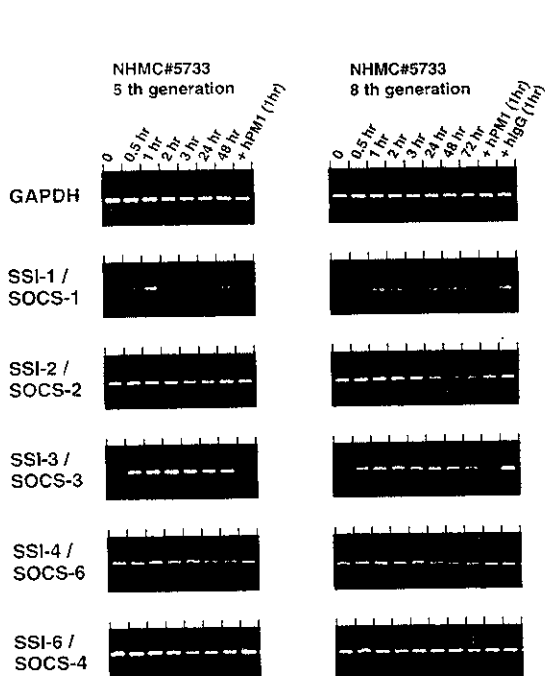 NHMC#5733
5 th generation
NHMC#5733
8 th generation
0
0.5 hr
1 hr
2 hr
3 hr
24 hr
48 hr
+ hPM1 (1hr)
0
0.5 hr
1 hr
2 hr
3 hr
24 hr
48 hr
72 hr
+ hPM1 (1hr)
+ hIgG (1hr)
GAPDH
SSI-1 /
SOCS-1
SSI-2 /
SOCS-2
SSI-3 /
SOCS-3
SSI-4 /
SOCS-6
SSI-6 /
SOCS-4